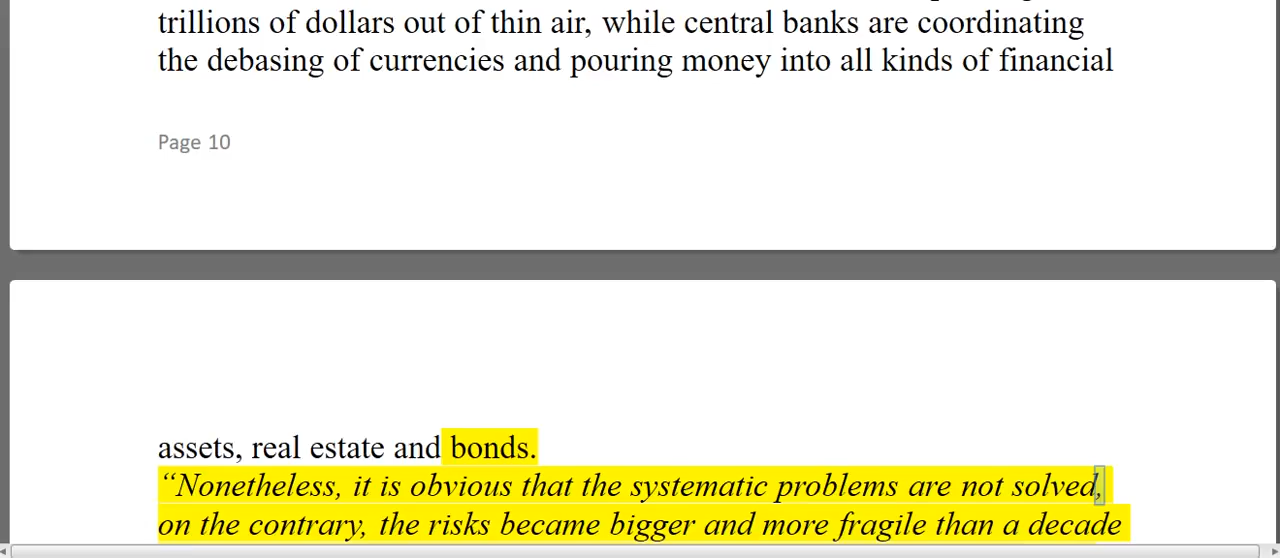 trillions of dollars out of thin air, while central banks are coordinating
the debasing of currencies and pouring money into all kinds of financial
Page 10
assets, real estate and bonds.
“Nonetheless, it is obvious that the systematic problems are not solved,
on the contrary, the risks became bigger and more fragile than a decade